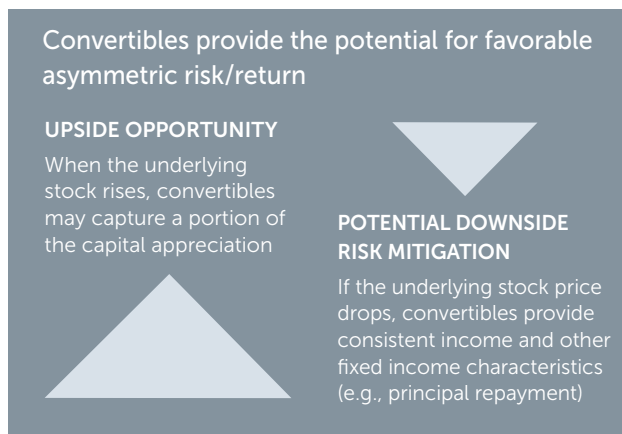 Convertibles provide the potential for favorable
asymmetric risk/return
UPSIDE OPPORTUNITY
When the underlying
stock rises, convertibles
may capture a portion of
the capital appreciation
POTENTIAL DOWNSIDE
RISK MITIGATION
If the underlying stock price
drops, convertibles provide
consistent income and other
fixed income characteristics
(e.g., principal repayment)